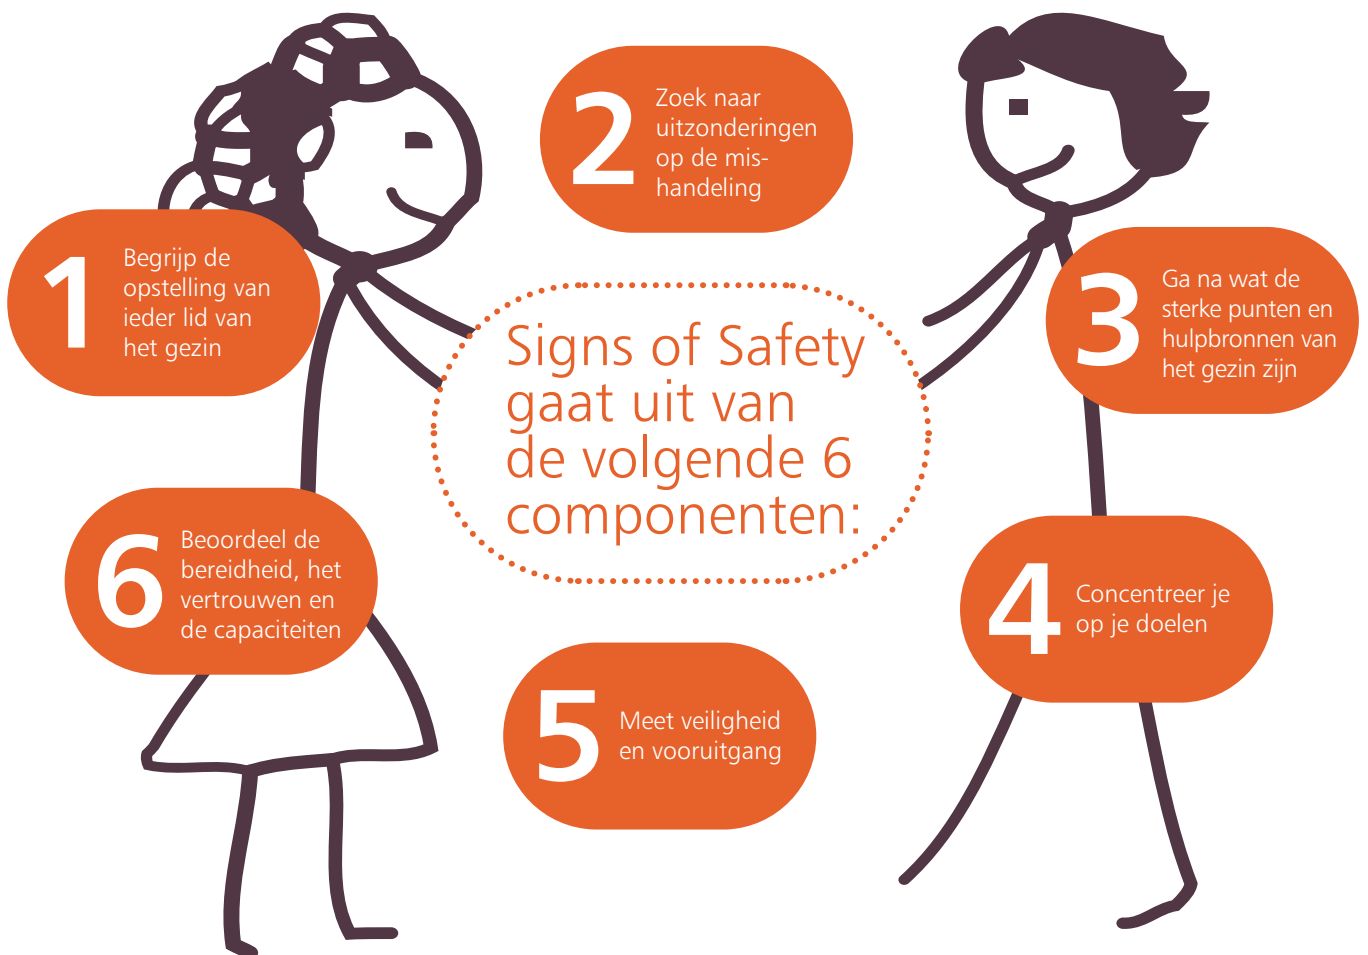 Signs of Safety
gaat uit van
de volgende 6
componenten:
1
Begrijp de
opstelling van
ieder lid van
het gezin
2
Zoek naar
uitzonderingen
op de mis-
handeling
3
Ga na wat de
sterke punten en
hulpbronnen van
het gezin zijn
4
Concentreer je
op je doelen
5
Meet veiligheid
en vooruitgang
6
Beoordeel de
bereidheid, het
vertrouwen en
de capaciteiten